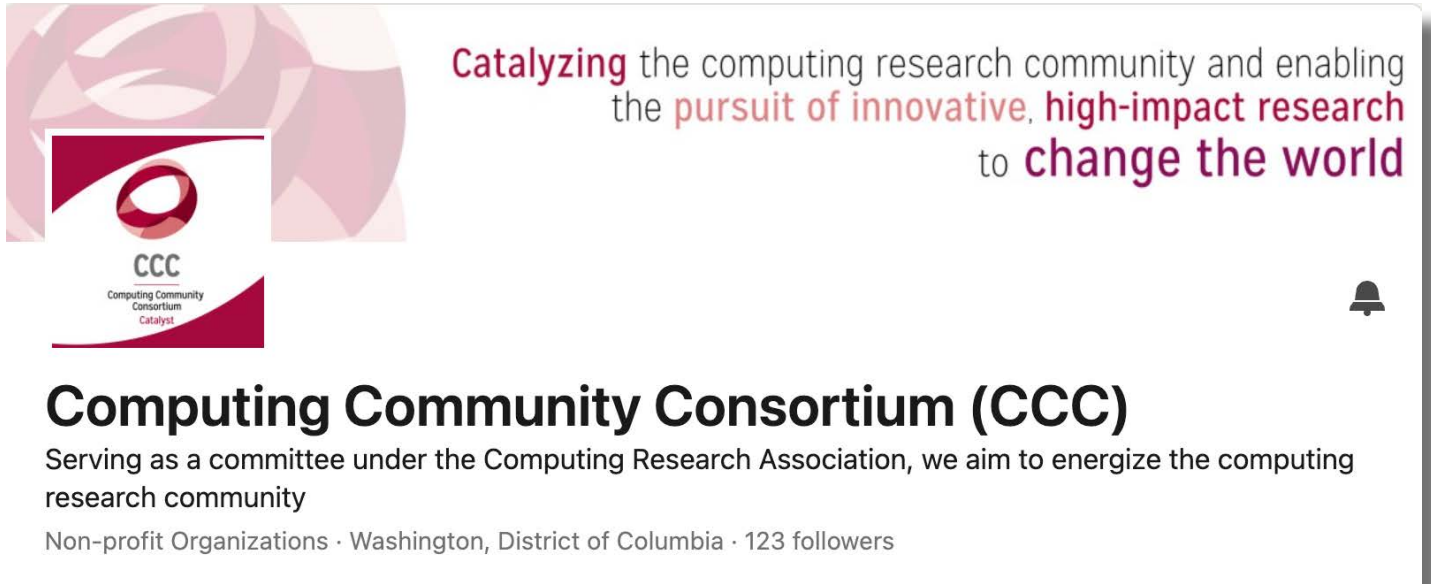 Catalyzing the computing research community and enabling
the pursuit of innovative, high-impact research
to change the world
CCC
Computing Community
Consortium
Catalyst
Computing Community Consortium (CCC)
Serving as a committee under the Computing Research Association, we aim to energize the computing
research community
Non-profit Organizations · Washington, District of Columbia · 123 followers